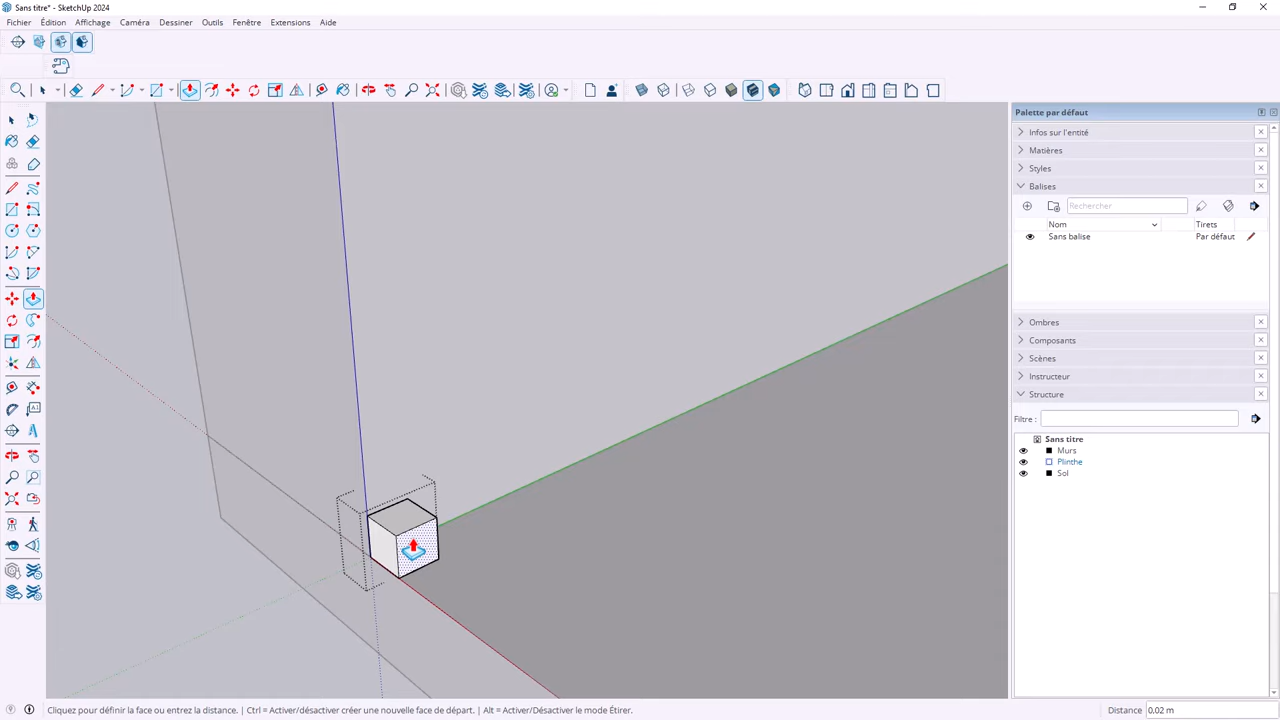 Sans titre* - SketchUp 2024
Fichier Édition Affichage Caméra Dessiner Outils Fenêtre Extensions Aide
Palette par défaut
Infos sur l'entité
Matières
Styles
Balises
Rechercher
Nom Tirets
Sans balise Par défaut
Ombres
Composants
Scènes
Instructeur
Structure
Filtre :
Sans titre
Murs
Plinthe
Sol
Cliquez pour définir la face ou entrez la distance. | Ctrl = Activer/désactiver créer une nouvelle face de départ. | Alt = Activer/Désactiver le mode Étirer. Distance 0,02 m